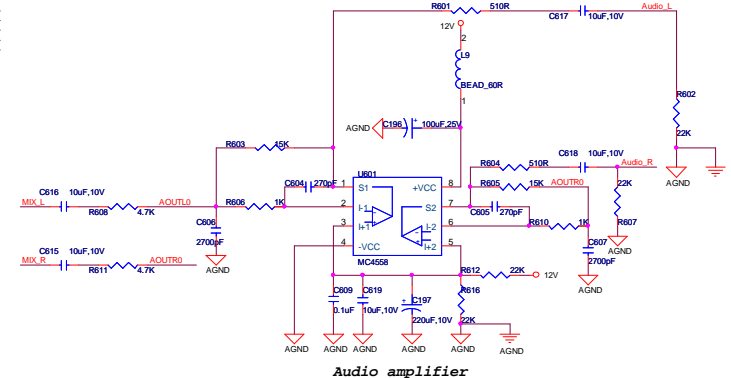 R601 510R C617 10uF,10V Audio_L
12V
2
L9
BEAD_60R
1
R602
22K
AGND C196 + 100uF,25V
R603 15K
C618 10uF,10V
R604 510R Audio_R
AGND
U601
C604 270pF 1 S1 +VCC 8
R605 15K AOUTR0
22K
C616 10uF,10V
MIX_L AOUTL0 R606 1K 2 I-1 S2 7
R608 4.7K
C605 270pF
R607
C606
2700pF
3 I+1 I-2 6 R610 1K
AGND
C615 10uF,10V
4 -VCC I+2 5
C607
2700pF
MIX_R AOUTR0
R611 4.7K
AGND
MC4558
R612 22K 12V
AGND
C609
0.1uF
C619
10uF,10V
+ C197
220uF,10V
R616
22K
AGND AGND AGND AGND AGND AGND
Audio amplifier